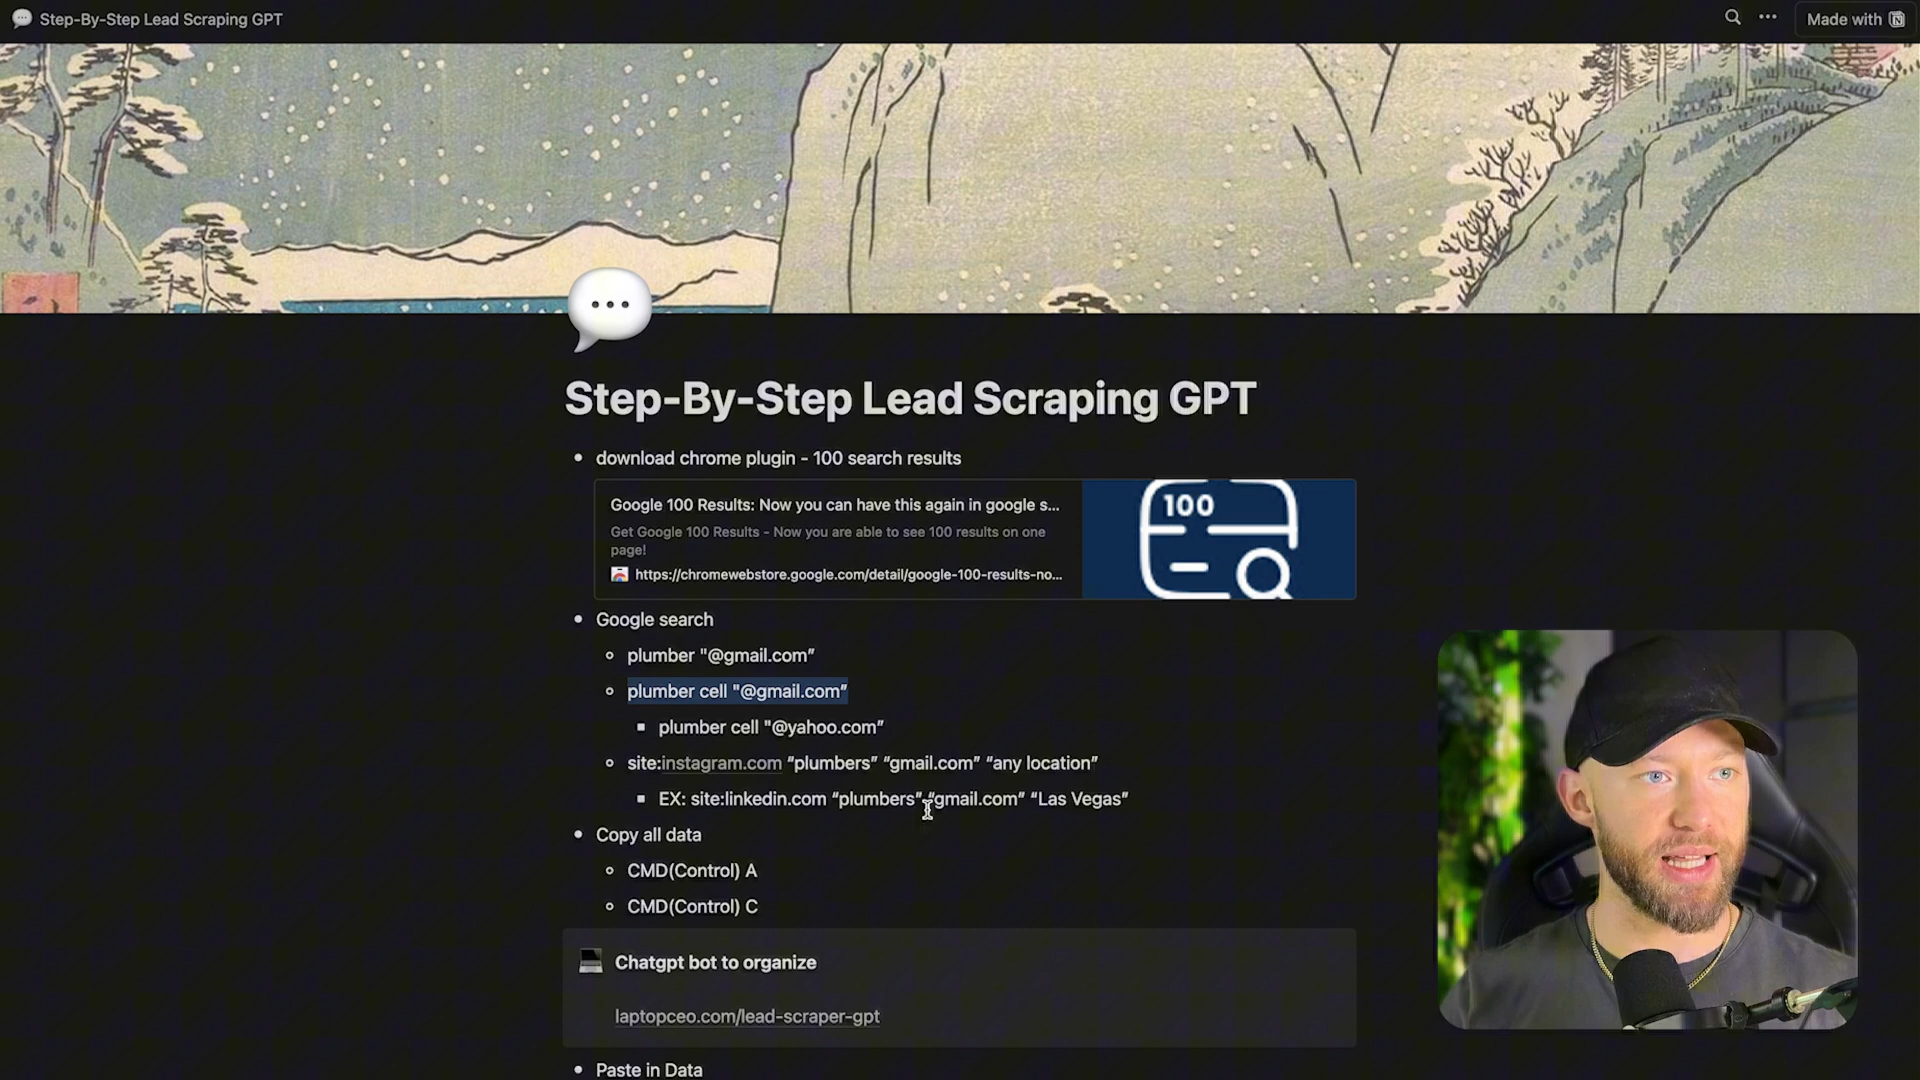 Step-By-Step Lead Scraping GPT
Made with
Step-By-Step Lead Scraping GPT
download chrome plugin - 100 search results
Google 100 Results: Now you can have this again in google s...
Get Google 100 Results - Now you are able to see 100 results on one
page!
https://chromewebstore.google.com/detail/google-100-results-no...
100
Google search
plumber "@gmail.com”
plumber cell "@gmail.com”
plumber cell "@yahoo.com”
site:instagram.com “plumbers” “gmail.com” “any location”
EX: site:linkedin.com “plumbers” “gmail.com” “Las Vegas”
Copy all data
CMD(Control) A
CMD(Control) C
Chatgpt bot to organize
laptopceo.com/lead-scraper-gpt
Paste in Data